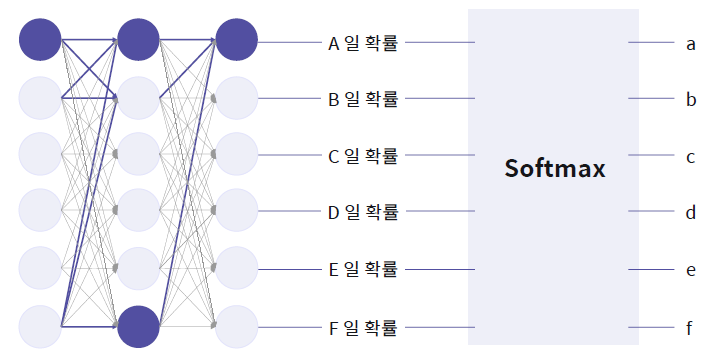 A 일 확률
a
B 일 확률
b
C 일 확률
c
Softmax
D 일 확률
d
E 일 확률
e
F 일 확률
f